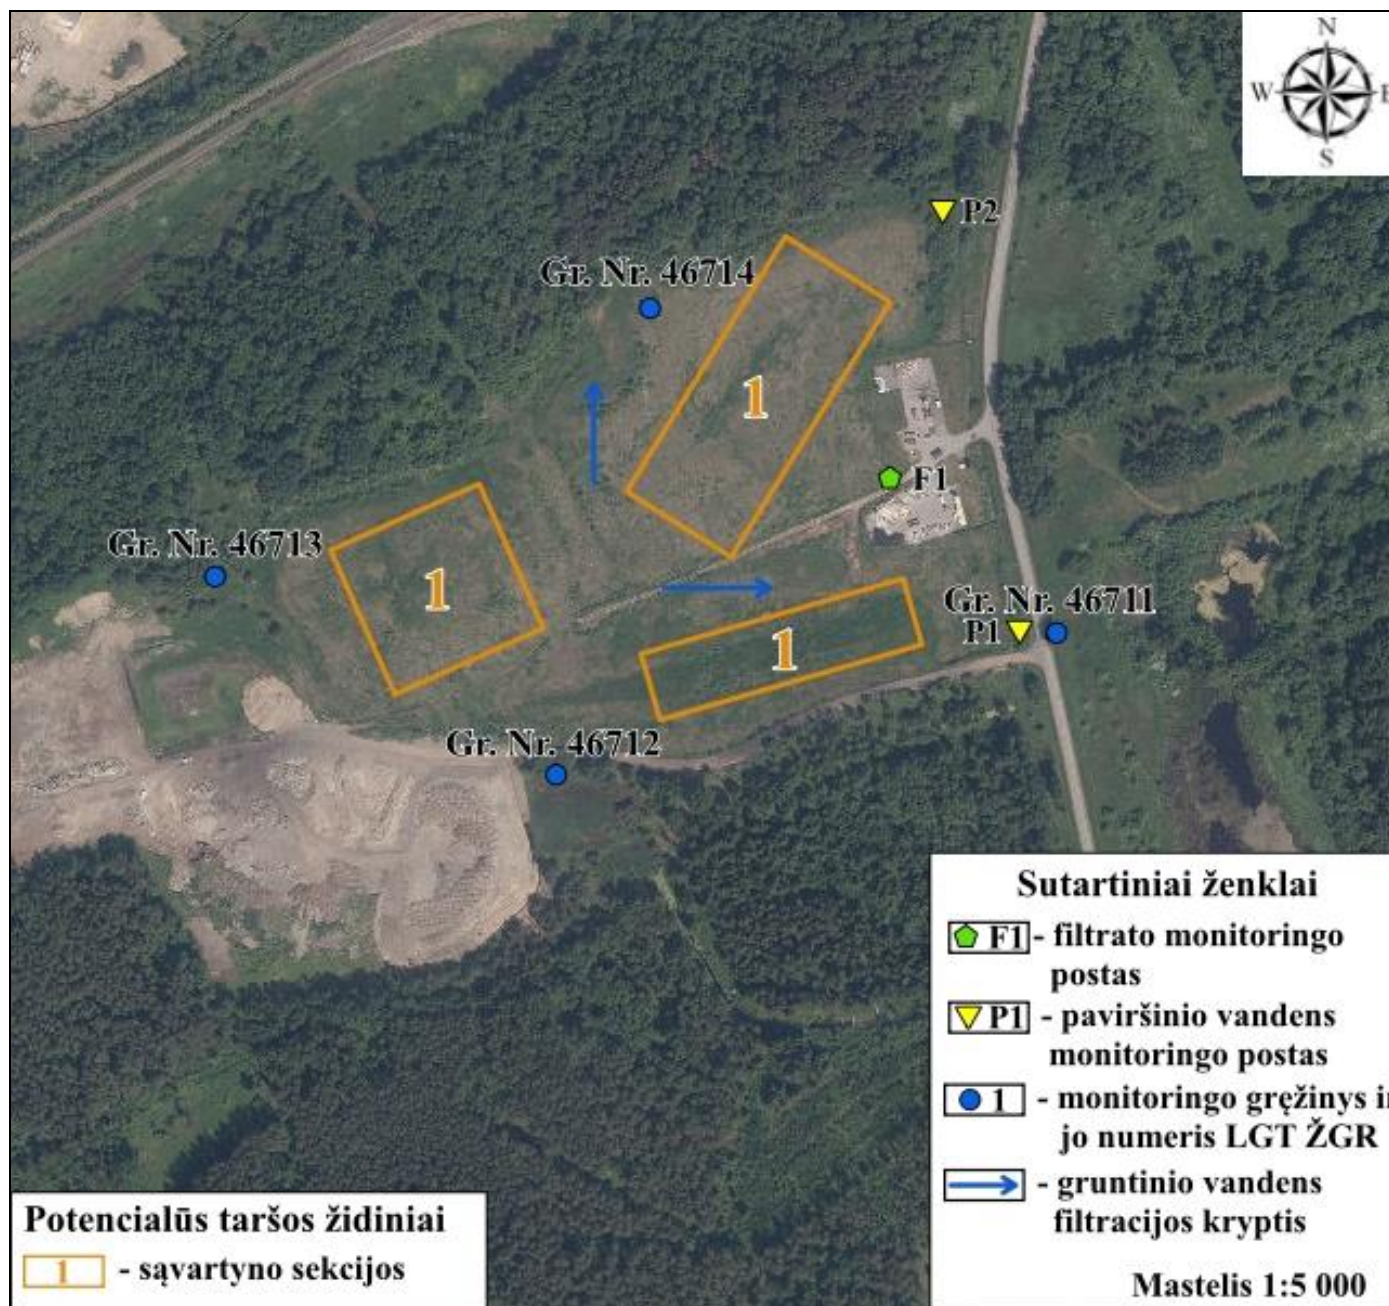 N
W
E
S
P2
Gr. Nr. 46714
1
F1
Gr. Nr. 46713
1
Gr. Nr. 46711
P1
1
Gr. Nr. 46712
Sutartiniai ženklai
F1 - filtrato monitoringo
postas
P1 - paviršinio vandens
monitoringo postas
1 - monitoringo gręžinys ir
jo numeris LGT ŽGR
- gruntinio vandens
filtracijos kryptis
Mastelis 1:5 000
Potencialūs taršos židiniai
1 - sąvartyno sekcijos